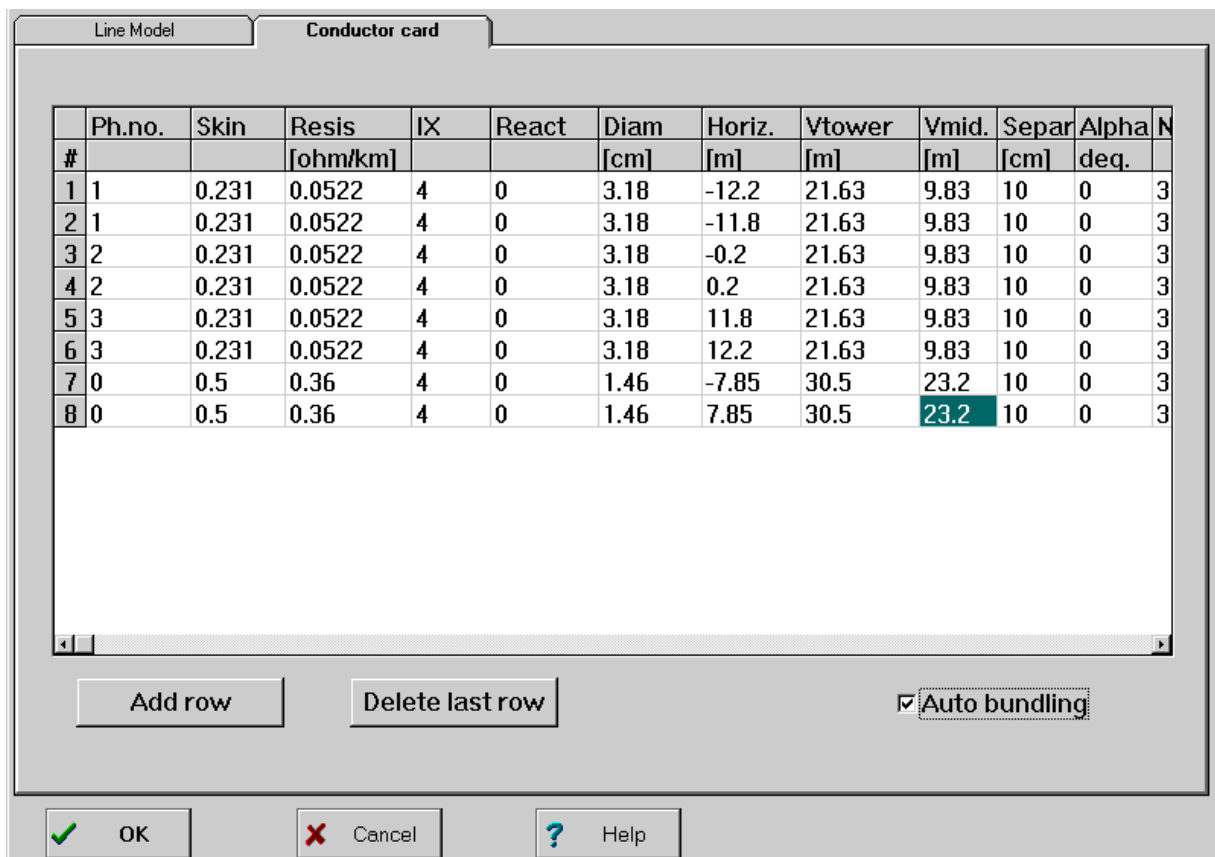 Line Model Conductor card
Ph.no. Skin Resis IX React Diam Horiz. Vtower Vmid. Separ Alpha N
# [ohm/km] [cm] [m] [m] [m] [cm] deq.
1 1 0.231 0.0522 4 0 3.18 -12.2 21.63 9.83 10 0 3
2 1 0.231 0.0522 4 0 3.18 -11.8 21.63 9.83 10 0 3
3 2 0.231 0.0522 4 0 3.18 -0.2 21.63 9.83 10 0 3
4 2 0.231 0.0522 4 0 3.18 0.2 21.63 9.83 10 0 3
5 3 0.231 0.0522 4 0 3.18 11.8 21.63 9.83 10 0 3
6 3 0.231 0.0522 4 0 3.18 12.2 21.63 9.83 10 0 3
7 0 0.5 0.36 4 0 1.46 -7.85 30.5 23.2 10 0 3
8 0 0.5 0.36 4 0 1.46 7.85 30.5 23.2 10 0 3
Add row Delete last row Auto bundling
OK Cancel ? Help